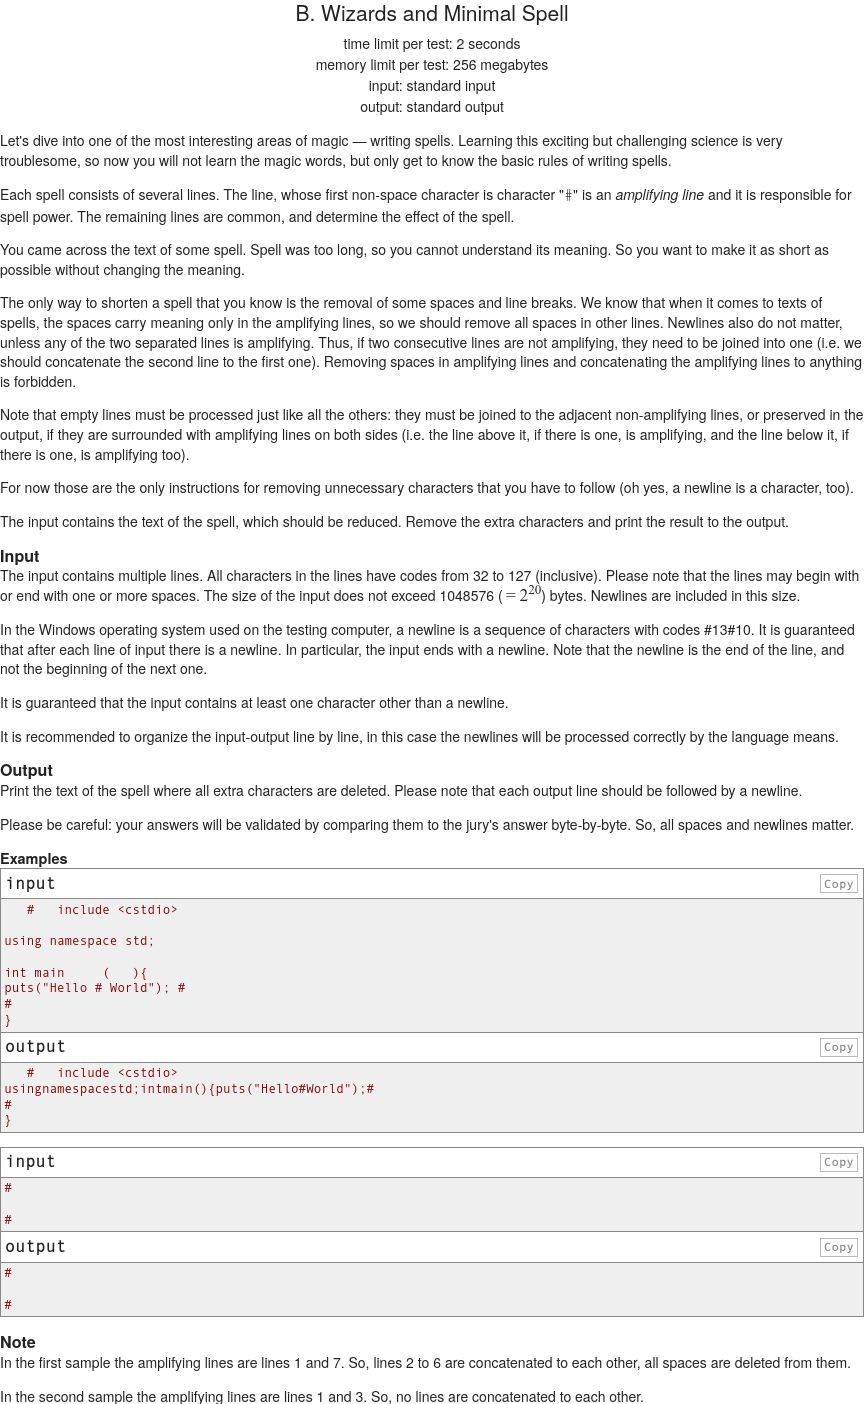 B. Wizards and Minimal Spell
time limit per test: 2 seconds
memory limit per test: 256 megabytes
input: standard input
output: standard output
Let's dive into one of the most interesting areas of magic — writing spells. Learning this exciting but challenging science is very
troublesome, so now you will not learn the magic words, but only get to know the basic rules of writing spells.
Each spell consists of several lines. The line, whose first non-space character is character "#" is an amplifying line and it is responsible for
spell power. The remaining lines are common, and determine the effect of the spell.
You came across the text of some spell. Spell was too long, so you cannot understand its meaning. So you want to make it as short as
possible without changing the meaning.
The only way to shorten a spell that you know is the removal of some spaces and line breaks. We know that when it comes to texts of
spells, the spaces carry meaning only in the amplifying lines, so we should remove all spaces in other lines. Newlines also do not matter,
unless any of the two separated lines is amplifying. Thus, if two consecutive lines are not amplifying, they need to be joined into one (i.e. we
should concatenate the second line to the first one). Removing spaces in amplifying lines and concatenating the amplifying lines to anything
is forbidden.
Note that empty lines must be processed just like all the others: they must be joined to the adjacent non-amplifying lines, or preserved in the
output, if they are surrounded with amplifying lines on both sides (i.e. the line above it, if there is one, is amplifying, and the line below it, if
there is one, is amplifying too).
For now those are the only instructions for removing unnecessary characters that you have to follow (oh yes, a newline is a character, too).
The input contains the text of the spell, which should be reduced. Remove the extra characters and print the result to the output.
Input
The input contains multiple lines. All characters in the lines have codes from 32 to 127 (inclusive). Please note that the lines may begin with
or end with one or more spaces. The size of the input does not exceed 1048576 ( = 2^20) bytes. Newlines are included in this size.
In the Windows operating system used on the testing computer, a newline is a sequence of characters with codes #13#10. It is guaranteed
that after each line of input there is a newline. In particular, the input ends with a newline. Note that the newline is the end of the line, and
not the beginning of the next one.
It is guaranteed that the input contains at least one character other than a newline.
It is recommended to organize the input-output line by line, in this case the newlines will be processed correctly by the language means.
Output
Print the text of the spell where all extra characters are deleted. Please note that each output line should be followed by a newline.
Please be careful: your answers will be validated by comparing them to the jury's answer byte-by-byte. So, all spaces and newlines matter.
Examples
input Copy
   #   include <cstdio>

using namespace std;

int main     (   ){
puts("Hello # World"); #
#
}
output Copy
   #   include <cstdio>
usingnamespacestd;intmain(){puts("Hello#World");#
#
}
input Copy
#

#
output Copy
#

#
Note
In the first sample the amplifying lines are lines 1 and 7. So, lines 2 to 6 are concatenated to each other, all spaces are deleted from them.
In the second sample the amplifying lines are lines 1 and 3. So, no lines are concatenated to each other.